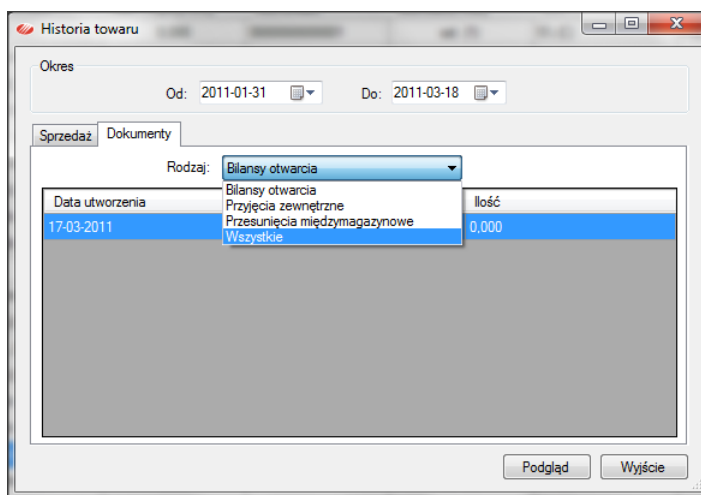 Historia towaru
Okres
Od: 2011-01-31 Do: 2011-03-18
Sprzedaż Dokumenty
Rodzaj: Bilansy otwarcia
Bilansy otwarcia
Przyjęcia zewnętrzne
Przesunięcia międzymagazynowe
Wszystkie
Data utworzenia Ilość
17-03-2011 0,000
Podgląd Wyjście